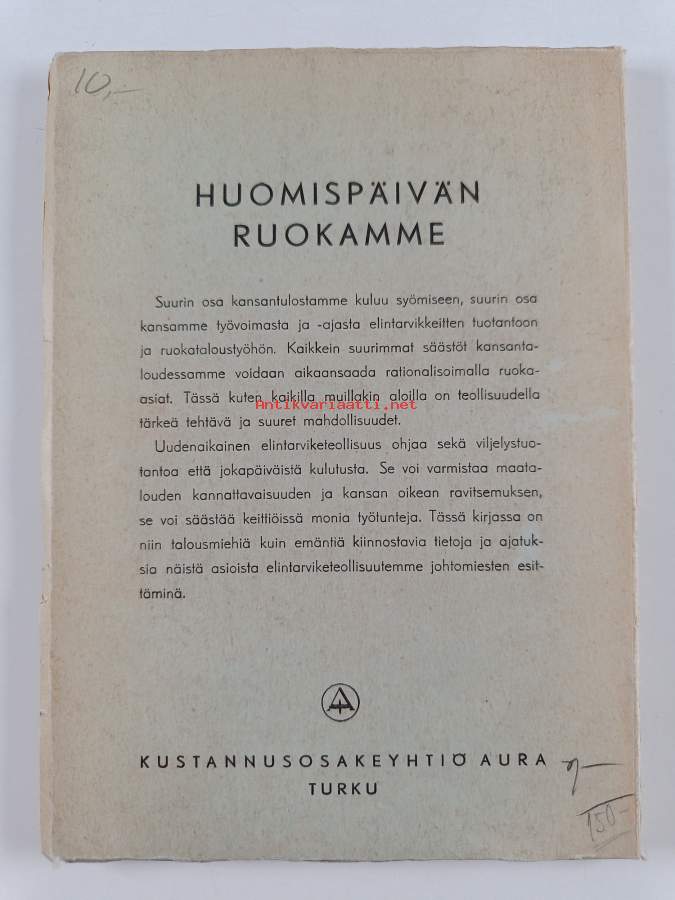 10,-
HUOMISPÄIVÄN
RUOKAMME
Suurin osa kansantulostamme kuluu syömiseen, suurin osa
kansamme työvoimasta ja -ajasta elintarvikkeitten tuotantoon
ja ruokataloustyöhön. Kaikkein suurimmat säästöt kansanta-
loudessamme voidaan aikaansaada rationalisoimalla ruoka-
asiat. Tässä kuten kaikilla muillakin aloilla on teollisuudella
Antikvariaatti.net
tärkeä tehtävä ja suuret mahdollisuudet.
Uudenaikainen elintarviketeollisuus ohjaa sekä viljelystuo-
tantoa että jokapäiväistä kulutusta. Se voi varmistaa maata-
louden kannattavaisuuden ja kansan oikean ravitsemuksen,
se voi säästää keittiöissä monia työtunteja. Tässä kirjassa on
niin talousmiehiä kuin emäntiä kiinnostavia tietoja ja ajatuk-
sia näistä asioista elintarviketeollisuutemme johtomiesten esit-
täminä.
KUSTANNUSOSAKEYHTIÖ AURA
TURKU
150-